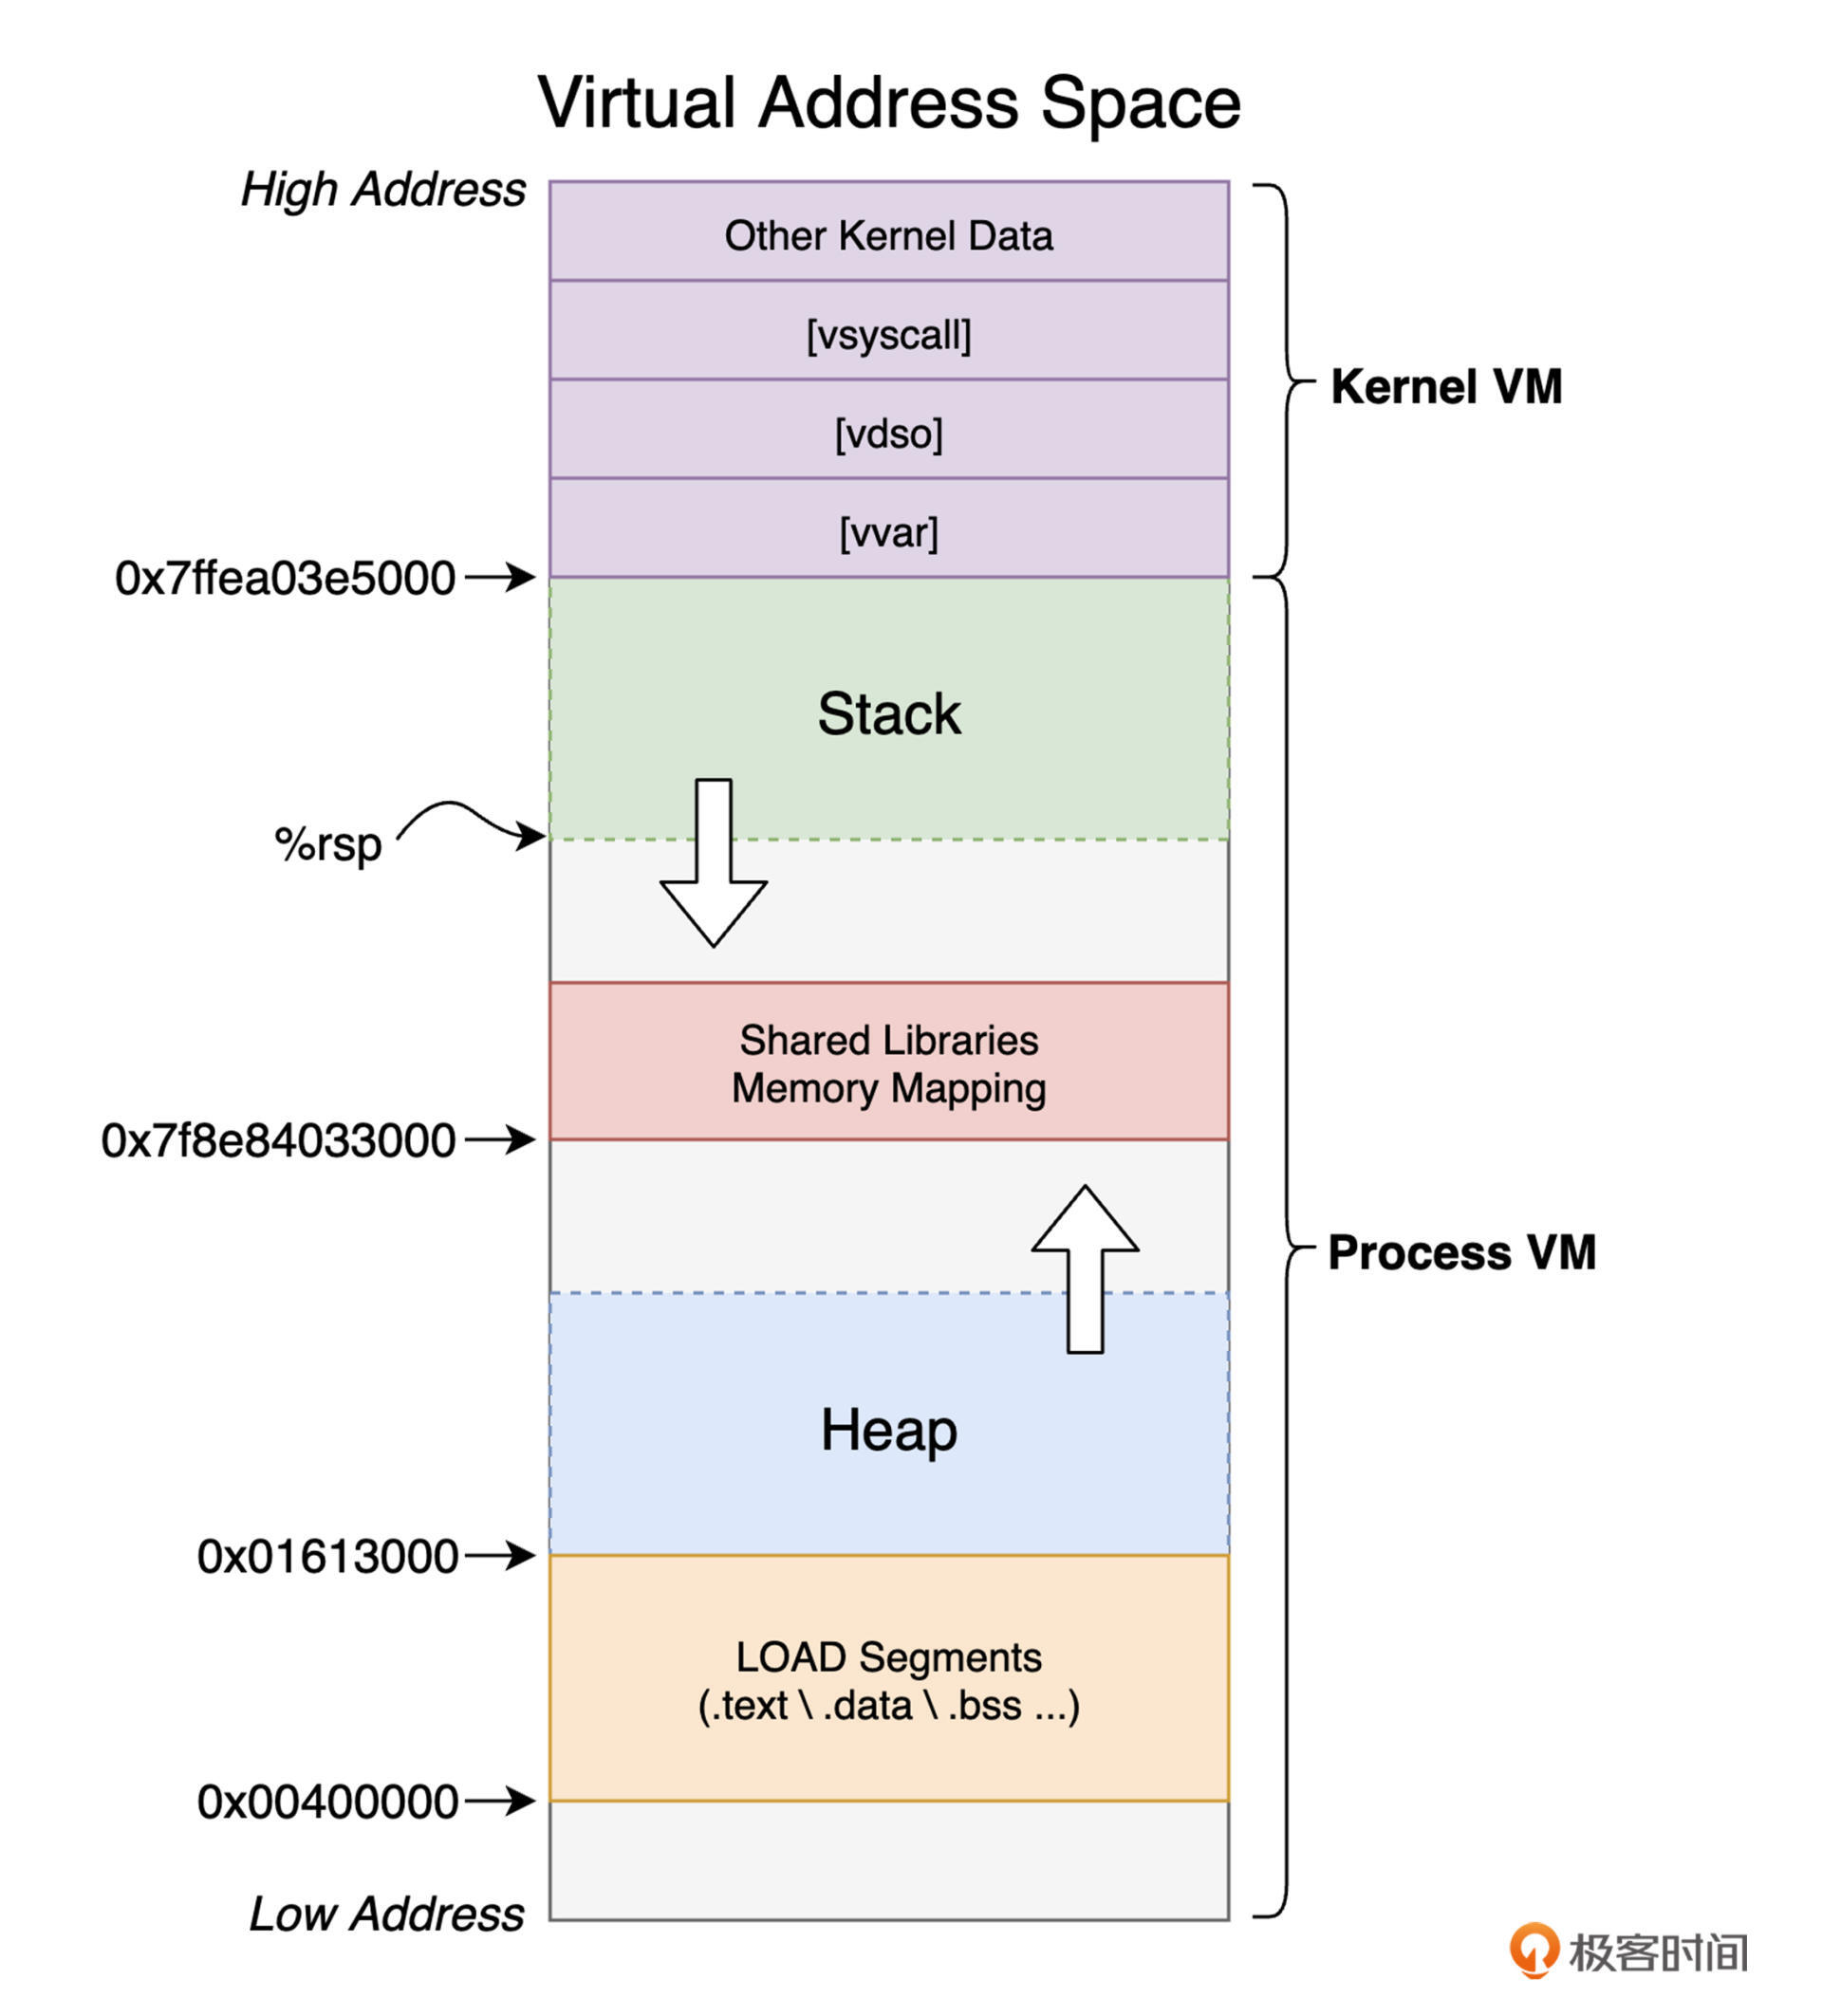 Virtual Address Space
High Address
Other Kernel Data
[vsyscall]
Kernel VM
[vdso]
[vvar]
0x7ffea03e5000
Stack
%rsp
Shared Libraries
Memory Mapping
0x7f8e84033000
Process VM
Heap
0x01613000
LOAD Segments
(.text \ .data \ .bss ...)
0x00400000
Low Address
极客时间